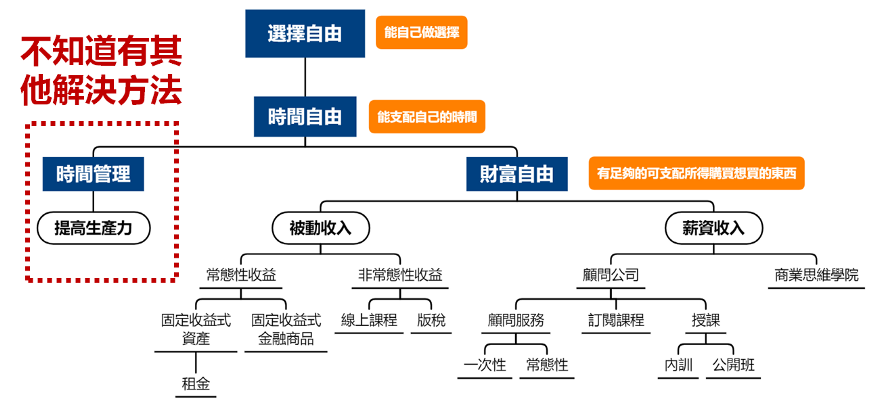 選擇自由
能自己做選擇
不知道有其
他解決方法
時間自由
能支配自己的時間
時間管理
財富自由
有足夠的可支配所得購買想買的東西
提高生產力
被動收入
薪資收入
常態性收益
非常態性收益
顧問公司
商業思維學院
固定收益式
資產
固定收益式
金融商品
線上課程
版稅
顧問服務
訂閱課程
授課
租金
一次性
常態性
內訓
公開班